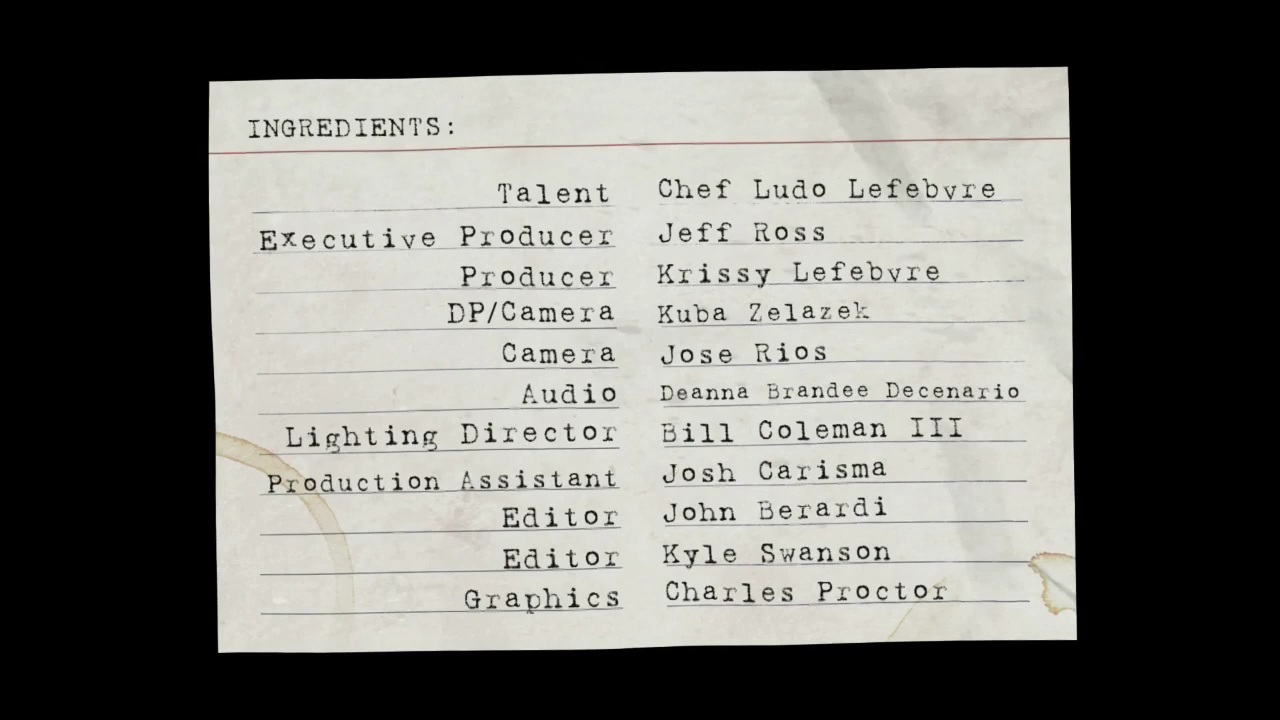 INGREDIENTS:
Talent Chef Ludo Lefebvre
Executive Producer Jeff Ross
Producer Krissy Lefebvre
DP/Camera Kuba Zelazek
Camera Jose Rios
Audio Deanna Brandee Decenario
Lighting Director Bill Coleman III
Production Assistant Josh Carisma
Editor John Berardi
Editor Kyle Swanson
Graphics Charles Proctor